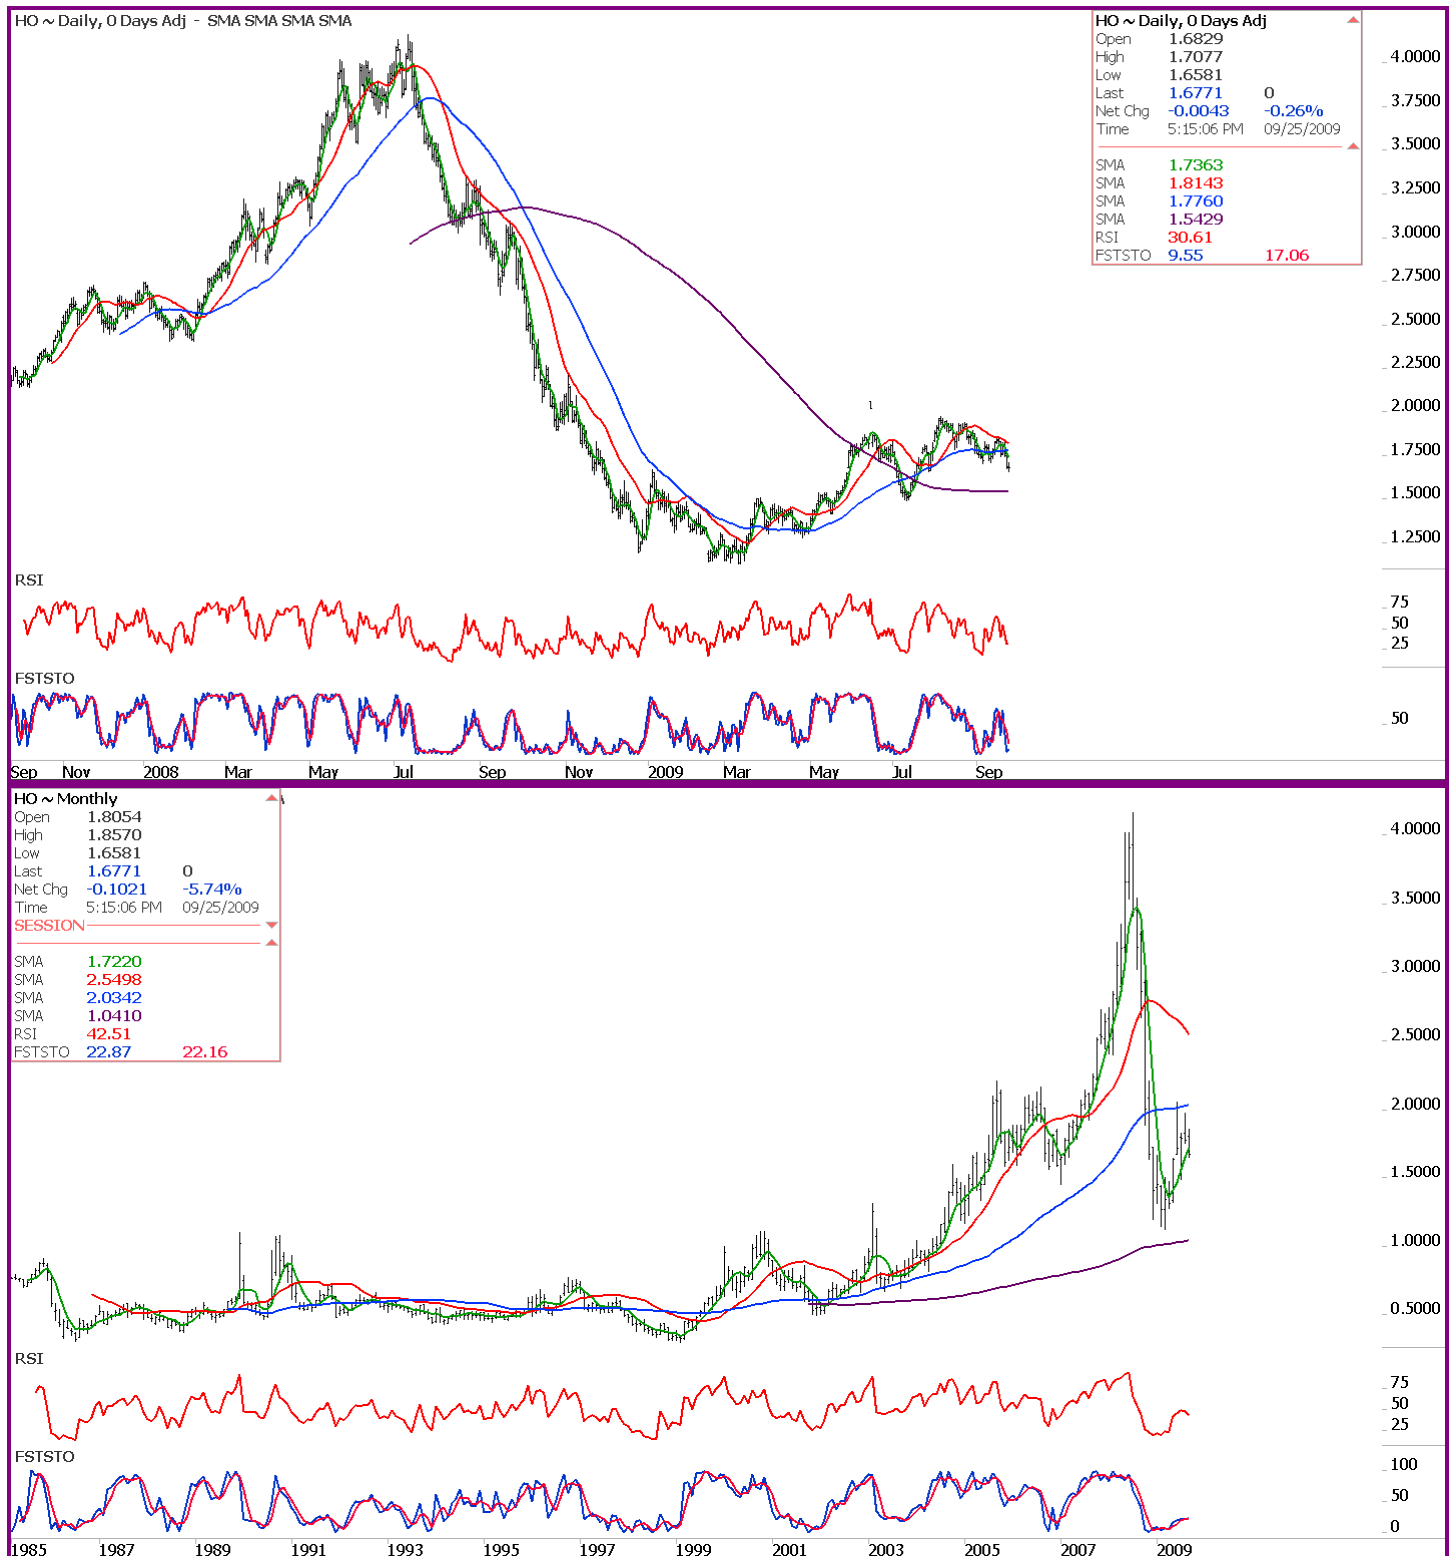 HO ~ Daily, 0 Days Adj - SMA SMA SMA SMA
HO ~ Daily, 0 Days Adj
Open 1.6829
High 1.7077
Low 1.6581
Last 1.6771 0
Net Chg -0.0043 -0.26%
Time 5:15:06 PM 09/25/2009
SMA 1.7363
SMA 1.8143
SMA 1.7760
SMA 1.5429
RSI 30.61
FSTSTO 9.55 17.06
4.0000
3.7500
3.5000
3.2500
3.0000
2.7500
2.5000
2.2500
2.0000
1.7500
1.5000
1.2500
RSI
75
50
25
FSTSTO
50
Sep Nov 2008 Mar May Jul Sep Nov 2009 Mar May Jul Sep
HO ~ Monthly
Open 1.8054
High 1.8570
Low 1.6581
Last 1.6771 0
Net Chg -0.1021 -5.74%
Time 5:15:06 PM 09/25/2009
SESSION
SMA 1.7220
SMA 2.5498
SMA 2.0342
SMA 1.0410
RSI 42.51
FSTSTO 22.87 22.16
4.0000
3.5000
3.0000
2.5000
2.0000
1.5000
1.0000
0.5000
RSI
75
50
25
FSTSTO
100
50
0
1985 1987 1989 1991 1993 1995 1997 1999 2001 2003 2005 2007 2009